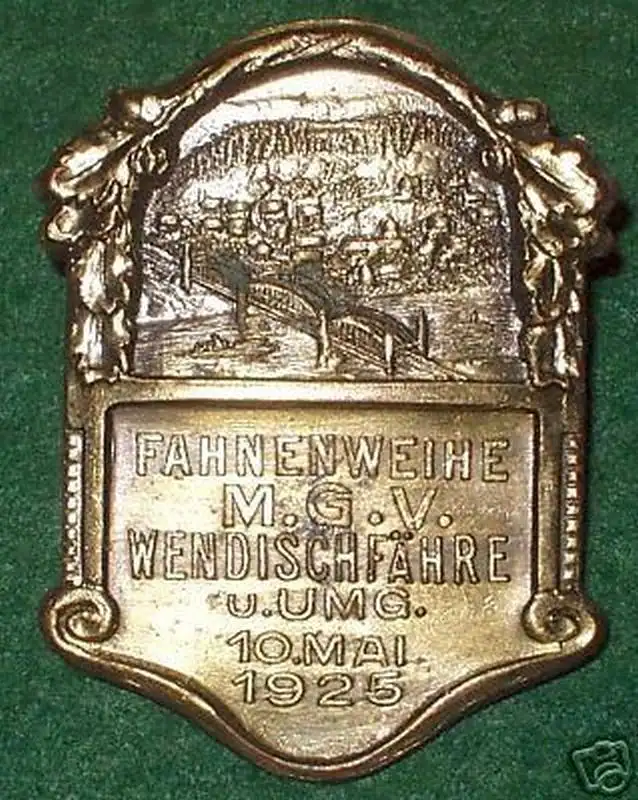 FAHNENWEIHE
M.G.V.
WENDISCHFÄHRE
U.UMG.
10.MAI
1925